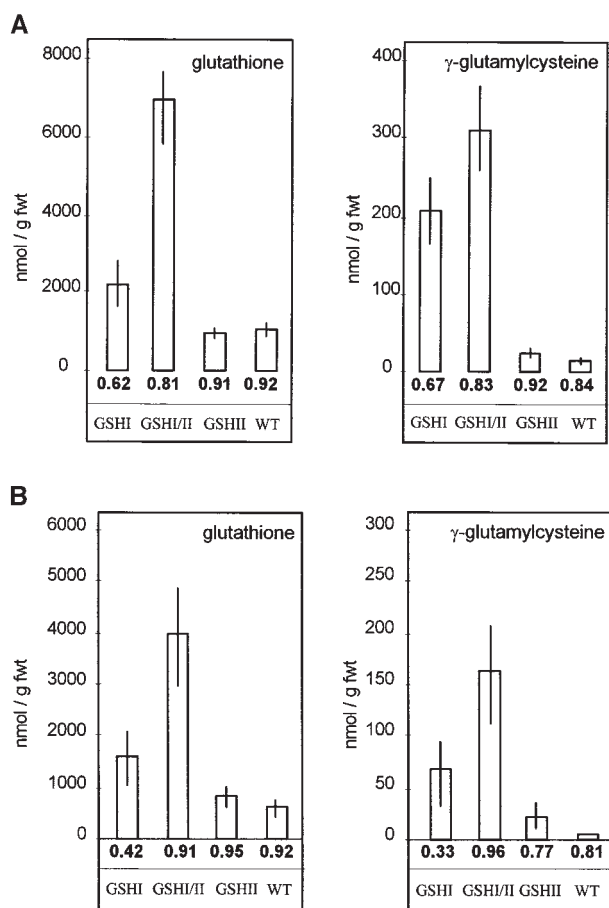 A
glutathione
8000
6000
4000
2000
0
nmol / g fwt
0.62 0.81 0.91 0.92
GSHI GSHI/II GSHII WT
γ-glutamylcysteine
400
300
200
100
0
nmol / g fwt
0.67 0.83 0.92 0.84
GSHI GSHI/II GSHII WT
B
glutathione
6000
5000
4000
3000
2000
1000
0
nmol / g fwt
0.42 0.91 0.95 0.92
GSHI GSHI/II GSHII WT
γ-glutamylcysteine
300
250
200
150
100
50
0
nmol / g fwt
0.33 0.96 0.77 0.81
GSHI GSHI/II GSHII WT